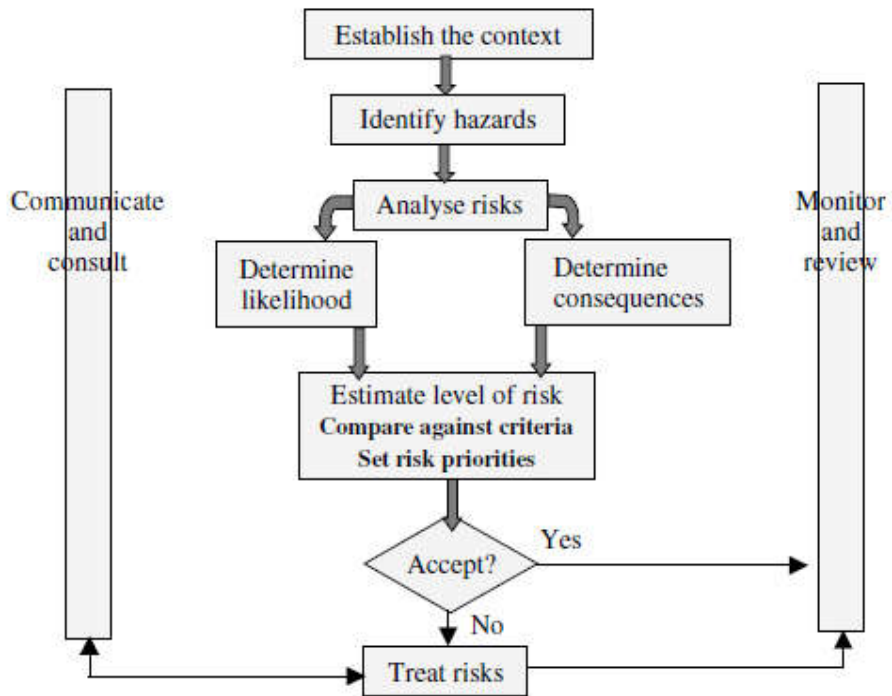 Establish the context
Identify hazards
Analyse risks
Communicate
and
consult
Monitor
and
review
Determine
likelihood
Determine
consequences
Estimate level of risk
Compare against criteria
Set risk priorities
Accept?
Yes
No
Treat risks